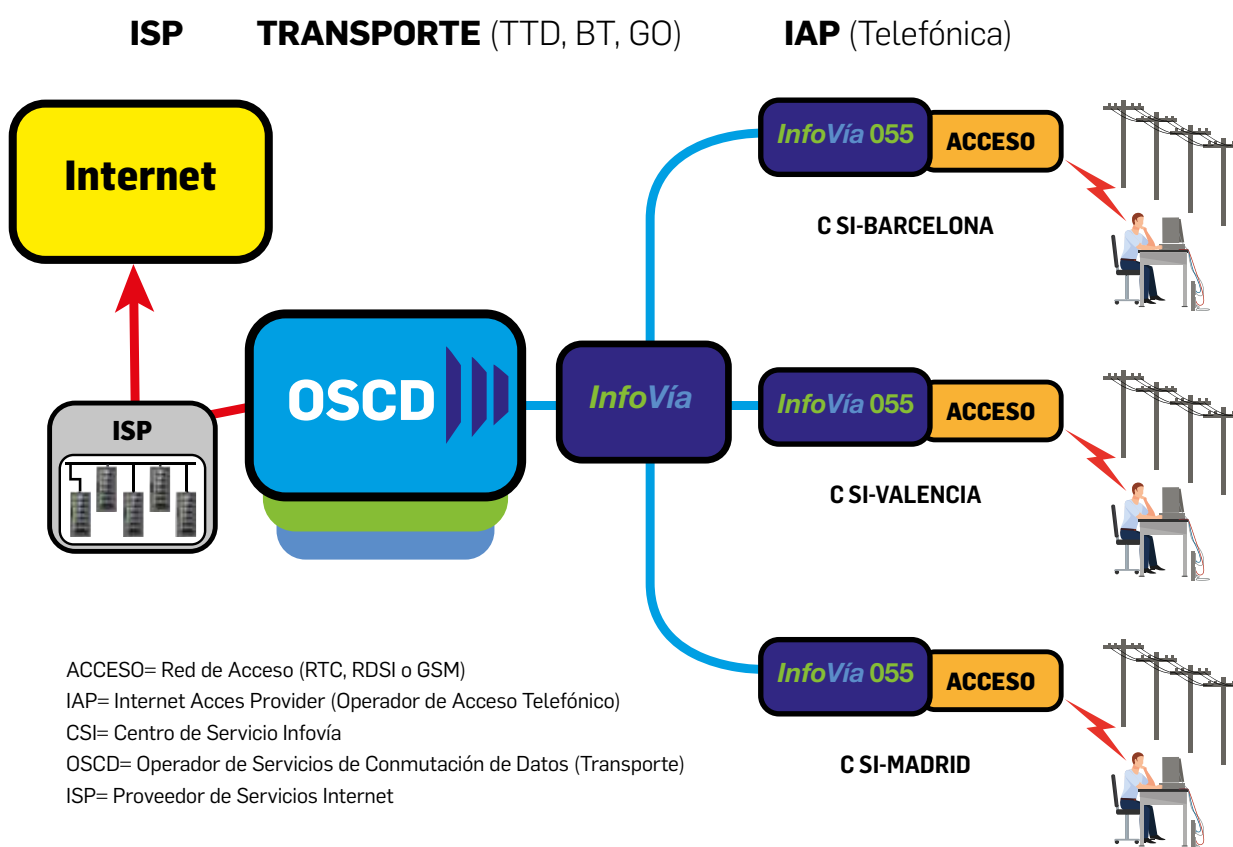 ISP TRANSPORTE (TTD, BT, GO) IAP (Telefónica)
Internet
InfoVía 055 ACCESO
C SI-BARCELONA
ISP
OSCD
InfoVía
InfoVía 055 ACCESO
C SI-VALENCIA
InfoVía 055 ACCESO
C SI-MADRID
ACCESO= Red de Acceso (RTC, RDSI o GSM)
IAP= Internet Acces Provider (Operador de Acceso Telefónico)
CSI= Centro de Servicio Infovía
OSCD= Operador de Servicios de Conmutación de Datos (Transporte)
ISP= Proveedor de Servicios Internet